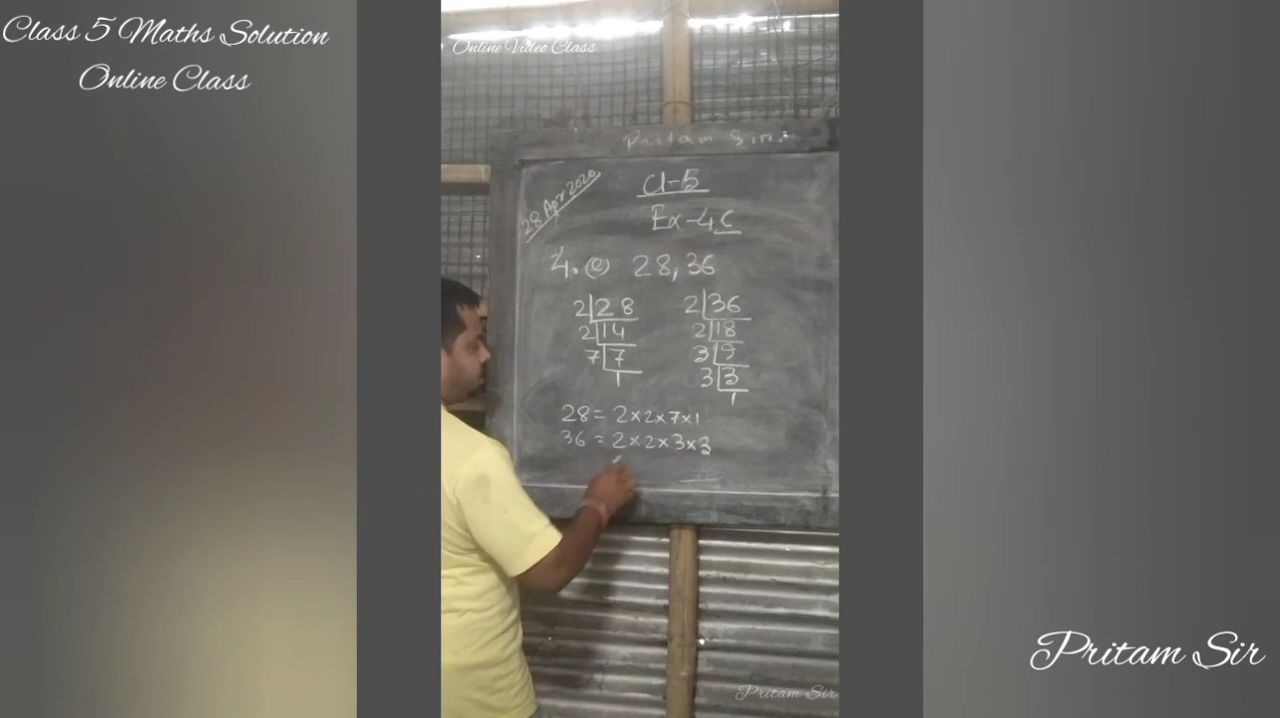 Class 5 Maths Solution
Online Class
Online Video Class
Pritam Sir
28 Apr 2020
Cl-5
Ex-4C
4. (e) 28, 36
2 28
2 14
7 7
1
2 36
2 18
3 9
3 3
1
28 = 2×2×7×1
36 = 2×2×3×3
Pritam Sir
Pritam Sir